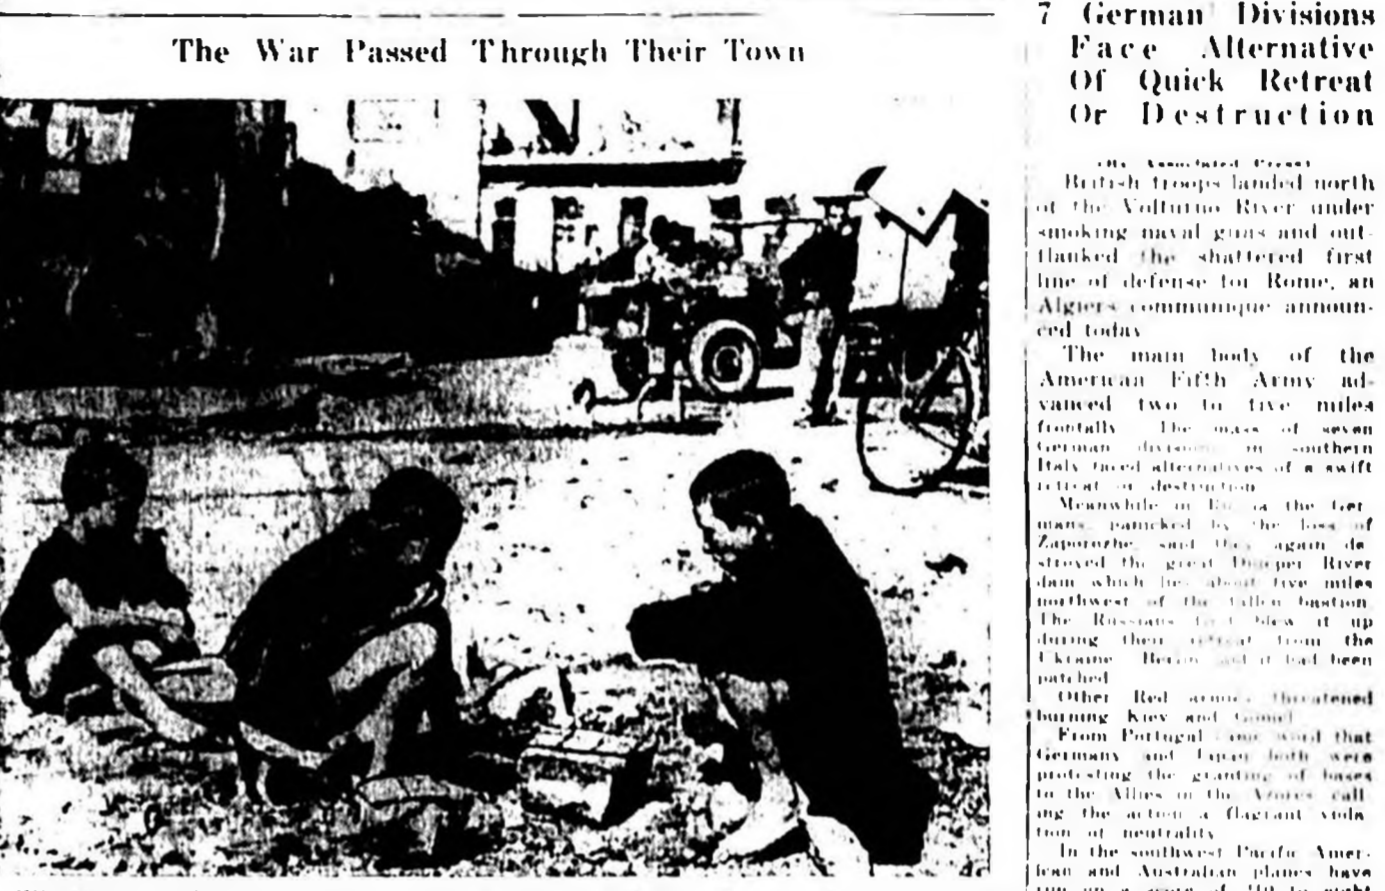 The War Passed Through Their Town
7 German Divisions
Face Alternative
Of Quick Retreat
Or Destruction
(By Associated Press)
British troops landed north
of the Volturno River under
smoking naval guns and out-
flanked the shattered first
line of defense for Rome, an
Algiers communique announ-
ced today
The main body of the
American Fifth Army ad-
vanced two to five miles
frontally. The mass of seven
German divisions in southern
Italy faced alternatives of a swift
retreat or destruction
Meanwhile in the Ger-
mans, panicked by the loss of
Zaporozhe, said they again de-
stroyed the great Dnieper River
dam which lies about five miles
northwest of the fallen bastion.
The Russians blew it up
during their retreat from the
Ukraine. Berlin it had been
patched
Other Red armies threatened
burning Kiev and Gomel
From Portugal came word that
Germany and Japan both were
protesting the granting of bases
to the Allies in the Azores call-
ing the action a flagrant viola-
tion of neutrality
In the southwest Pacific Amer-
ican and Australian planes have